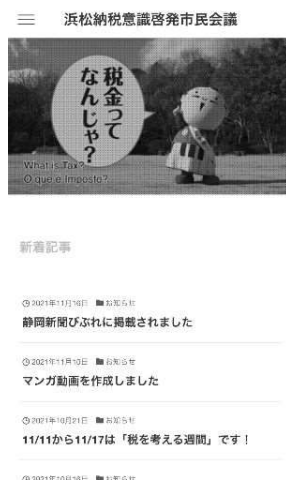 浜松納税意識啓発市民会議
税金って
なんじゃ？
What is Tax?
O que é Imposto?
新着記事
2021年11月16日 お知らせ
静岡新聞びぶれに掲載されました
2021年11月10日 お知らせ
マンガ動画を作成しました
2021年10月21日 お知らせ
11/11から11/17は「税を考える週間」です！